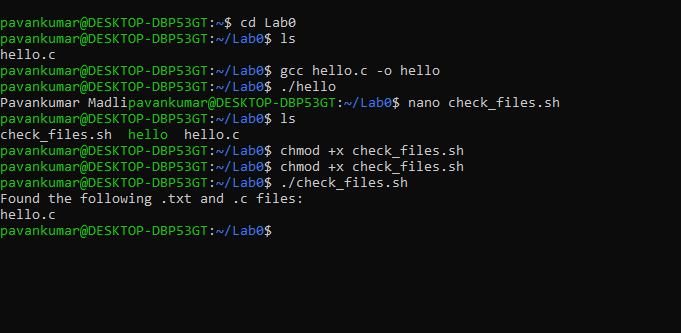 pavankumar@DESKTOP-DBP53GT:~$ cd Lab0
pavankumar@DESKTOP-DBP53GT:~/Lab0$ ls
hello.c
pavankumar@DESKTOP-DBP53GT:~/Lab0$ gcc hello.c -o hello
pavankumar@DESKTOP-DBP53GT:~/Lab0$ ./hello
Pavankumar Madlipavankumar@DESKTOP-DBP53GT:~/Lab0$ nano check_files.sh
pavankumar@DESKTOP-DBP53GT:~/Lab0$ ls
check_files.sh  hello  hello.c
pavankumar@DESKTOP-DBP53GT:~/Lab0$ chmod +x check_files.sh
pavankumar@DESKTOP-DBP53GT:~/Lab0$ chmod +x check_files.sh
pavankumar@DESKTOP-DBP53GT:~/Lab0$ ./check_files.sh
Found the following .txt and .c files:
hello.c
pavankumar@DESKTOP-DBP53GT:~/Lab0$